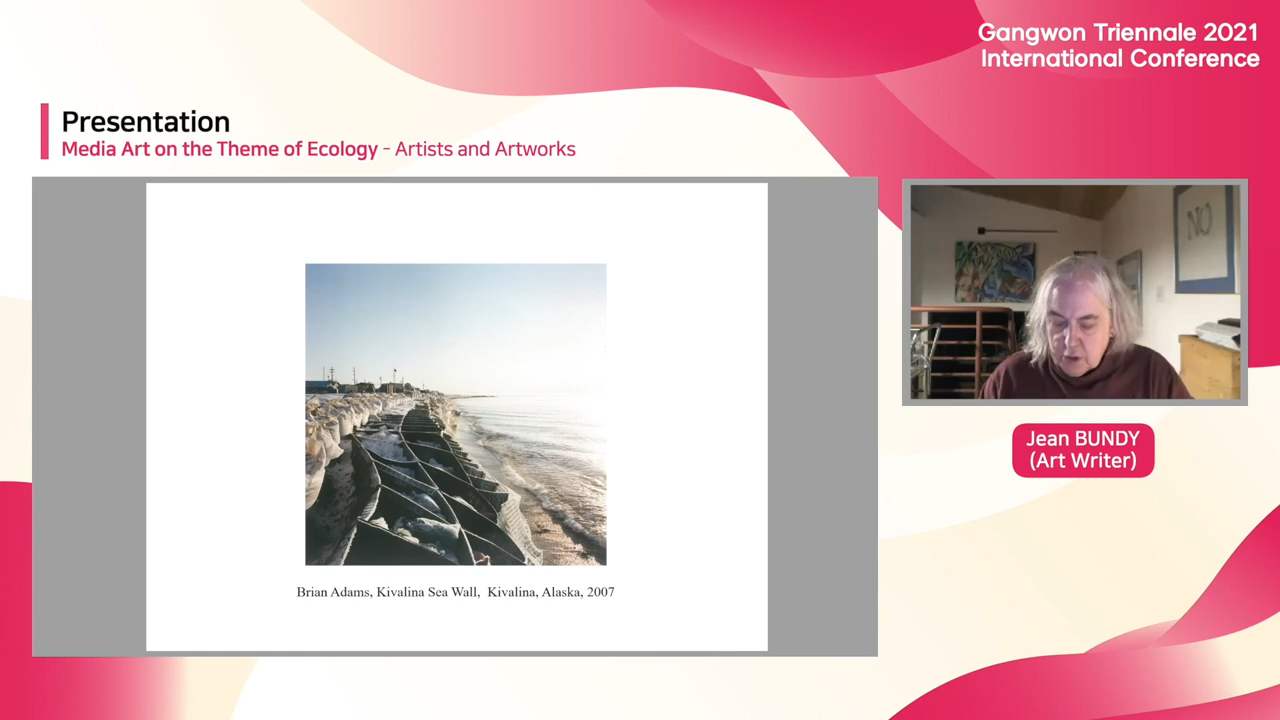 Gangwon Triennale 2021
International Conference
Presentation
Media Art on the Theme of Ecology - Artists and Artworks
NO
Brian Adams, Kivalina Sea Wall, Kivalina, Alaska, 2007
Jean BUNDY
(Art Writer)